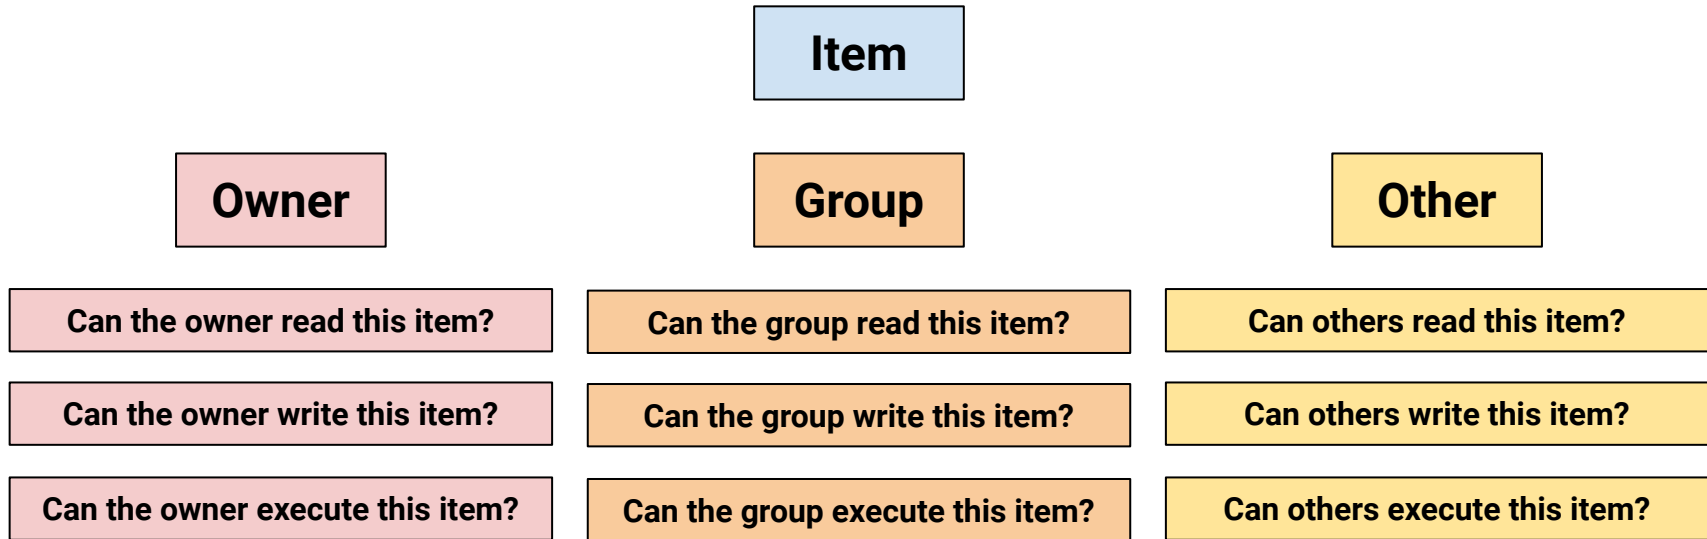 Item
Owner
Group
Other
Can the owner read this item?
Can the group read this item?
Can others read this item?
Can the owner write this item?
Can the group write this item?
Can others write this item?
Can the owner execute this item?
Can the group execute this item?
Can others execute this item?